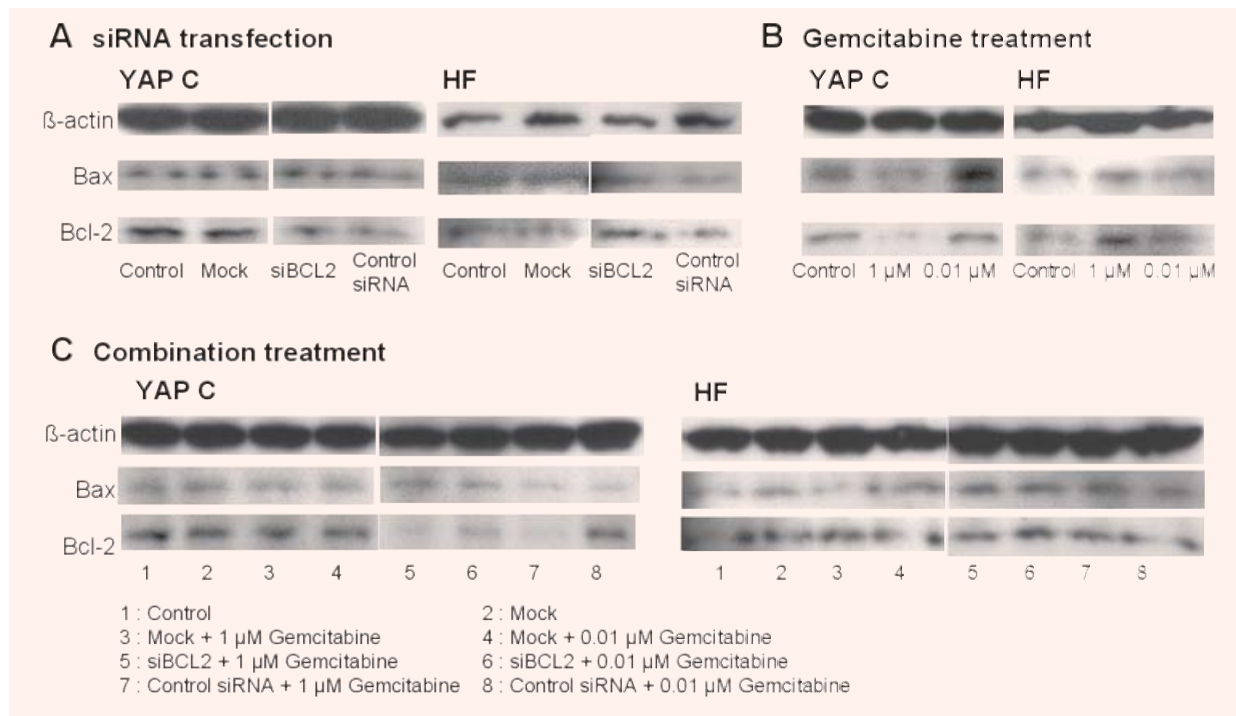 A siRNA transfection
YAP C HF
ß-actin
Bax
Bcl-2
Control Mock siBCL2 Control siRNA Control Mock siBCL2 Control siRNA
B Gemcitabine treatment
YAP C HF
Control 1 µM 0.01 µM Control 1 µM 0.01 µM
C Combination treatment
YAP C HF
ß-actin
Bax
Bcl-2
1 2 3 4 5 6 7 8 1 2 3 4 5 6 7 8
1 : Control 2 : Mock
3 : Mock + 1 µM Gemcitabine 4 : Mock + 0.01 µM Gemcitabine
5 : siBCL2 + 1 µM Gemcitabine 6 : siBCL2 + 0.01 µM Gemcitabine
7 : Control siRNA + 1 µM Gemcitabine 8 : Control siRNA + 0.01 µM Gemcitabine